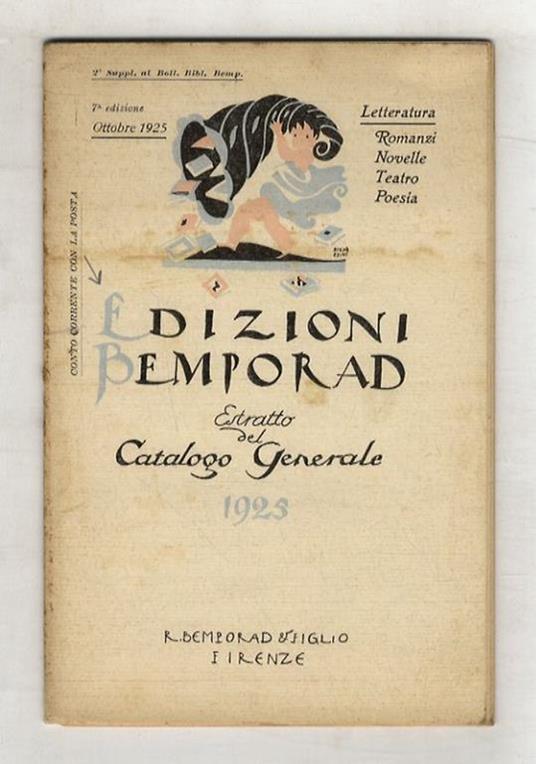 2° Suppl. al Boll. Bibl. Bemp.
7ª edizione
Ottobre 1925
Letteratura
Romanzi
Novelle
Teatro
Poesia
CONTO CORRENTE CON LA POSTA
EDIZIONI
BEMPORAD
Estratto
del
Catalogo Generale
1925
R. BEMPORAD & FIGLIO
FIRENZE